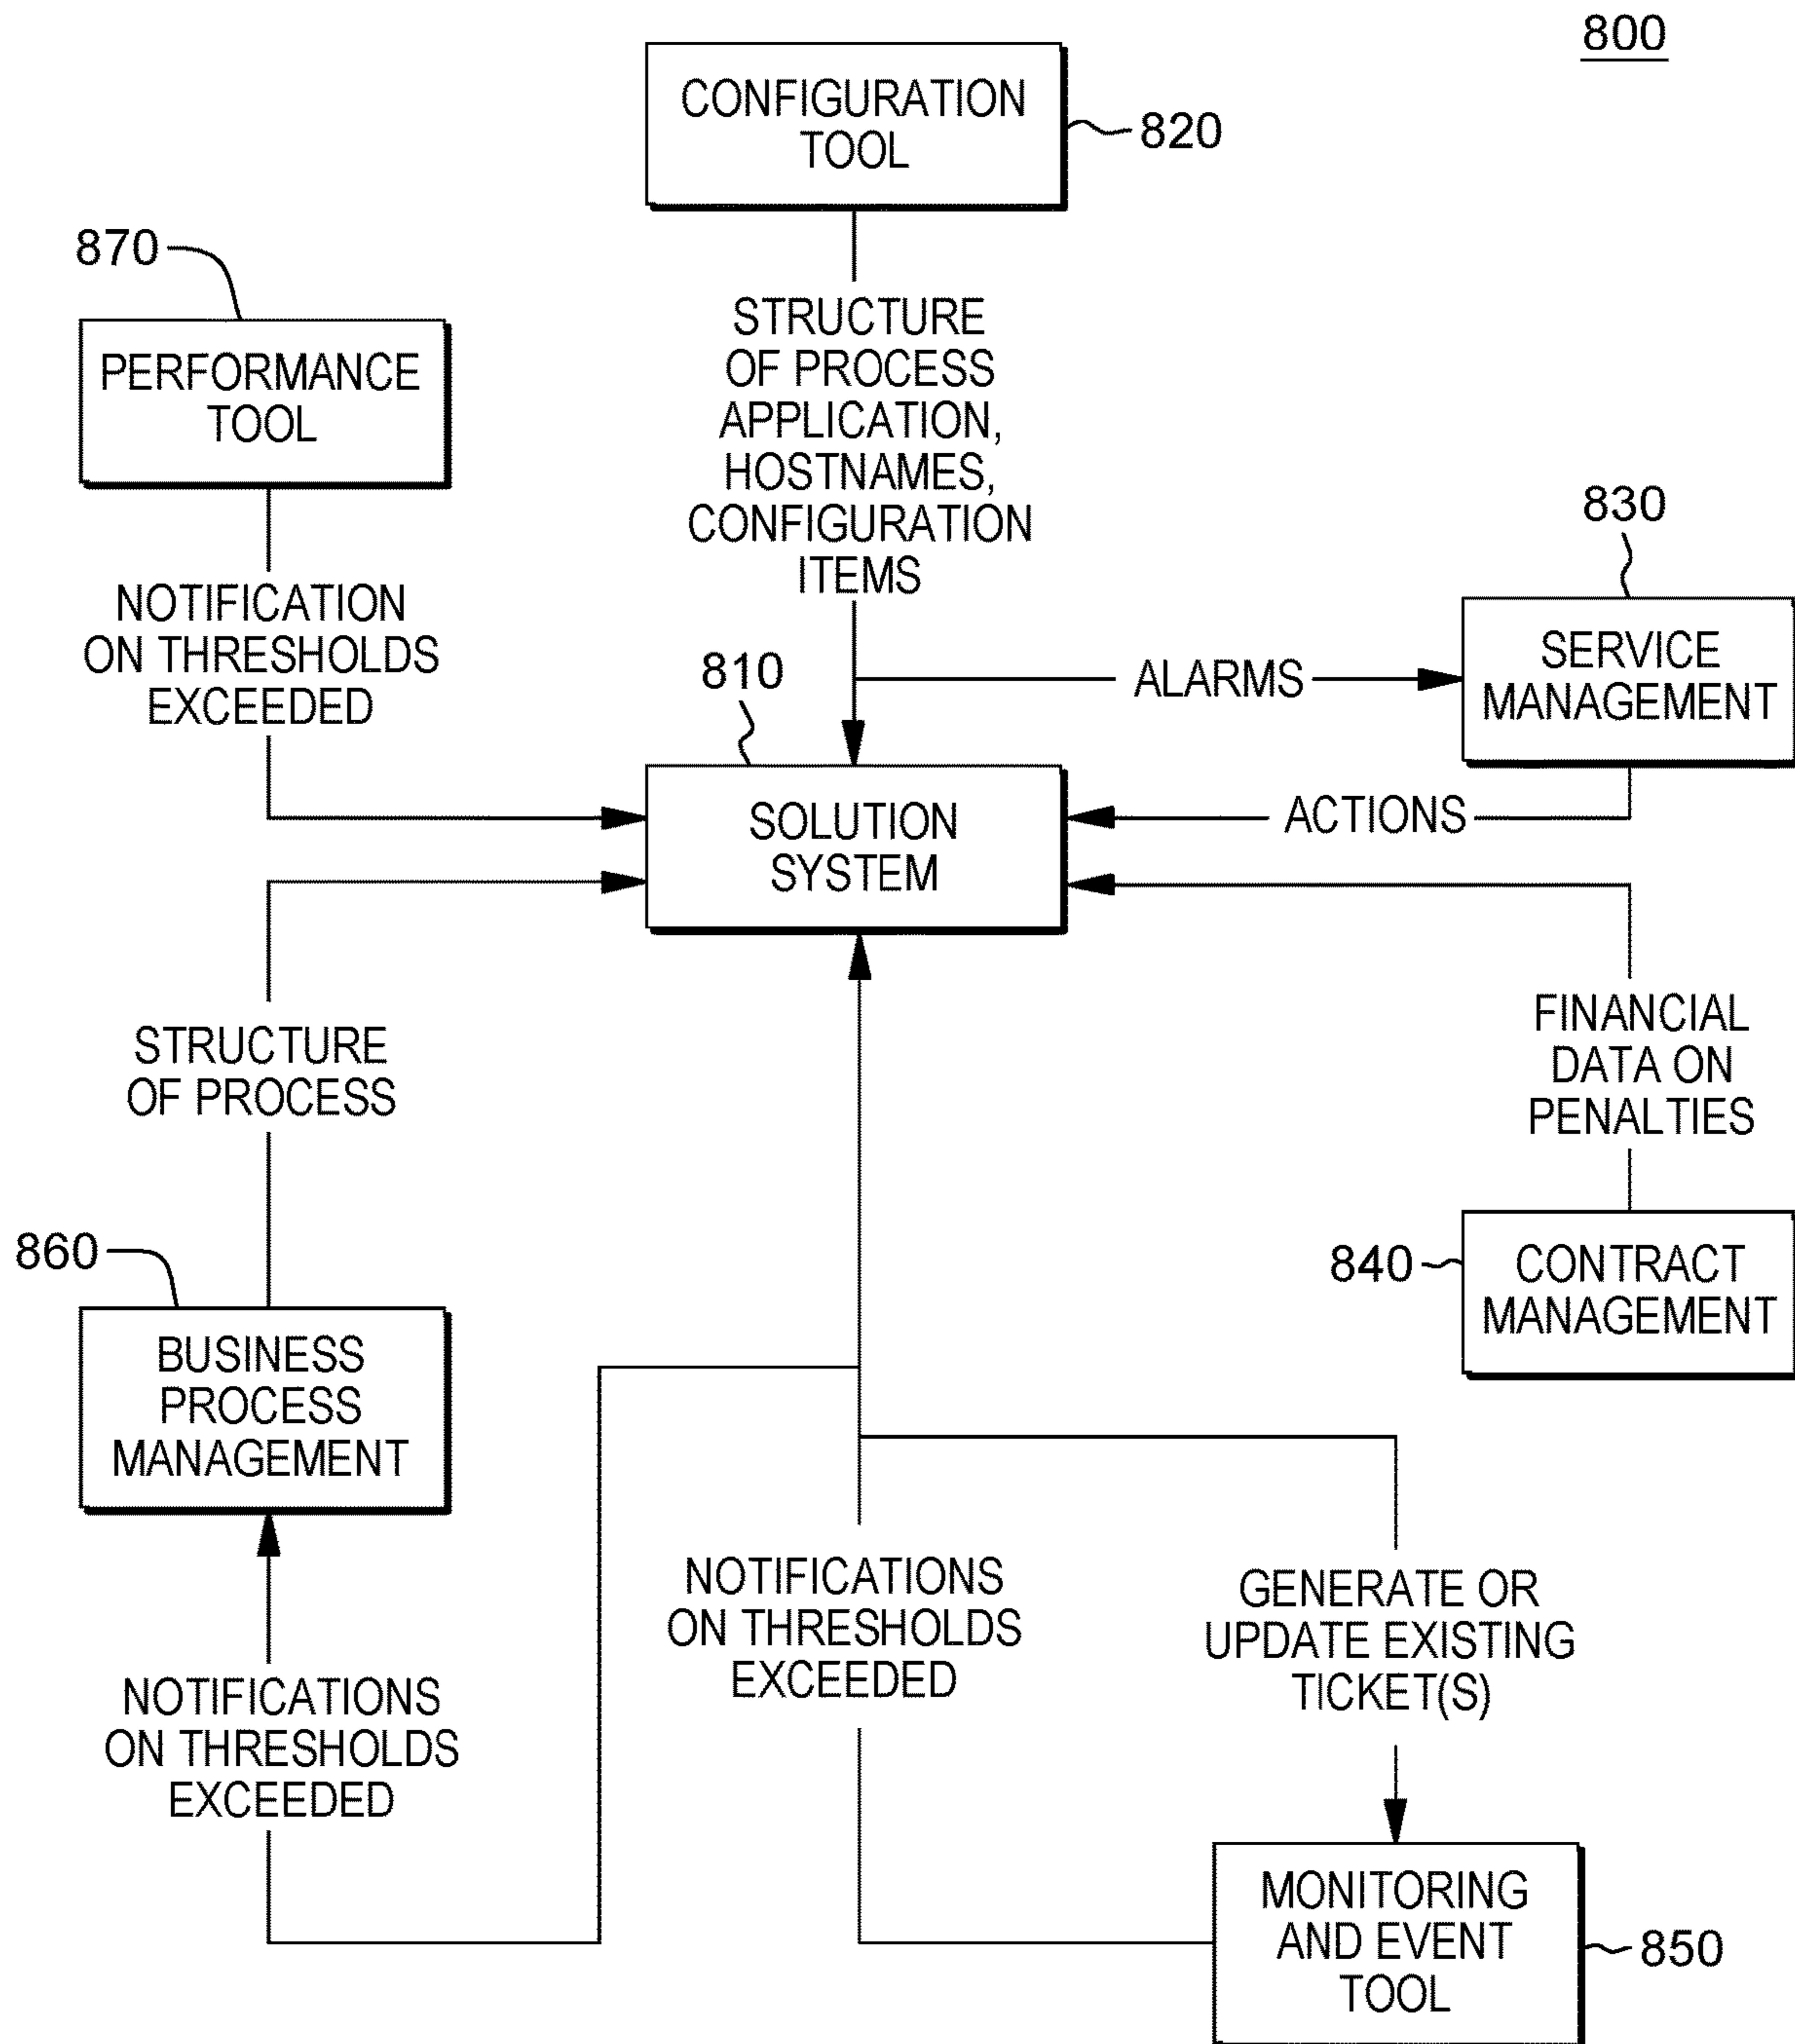 800
CONFIGURATION
TOOL
820
870
PERFORMANCE
TOOL
STRUCTURE
OF PROCESS
APPLICATION,
HOSTNAMES,
CONFIGURATION
ITEMS
NOTIFICATION
ON THRESHOLDS
EXCEEDED
830
SERVICE
MANAGEMENT
810
ALARMS
SOLUTION
SYSTEM
ACTIONS
STRUCTURE
OF PROCESS
FINANCIAL
DATA ON
PENALTIES
860
BUSINESS
PROCESS
MANAGEMENT
840
CONTRACT
MANAGEMENT
NOTIFICATIONS
ON THRESHOLDS
EXCEEDED
NOTIFICATIONS
ON THRESHOLDS
EXCEEDED
GENERATE OR
UPDATE EXISTING
TICKET(S)
MONITORING
AND EVENT
TOOL
850